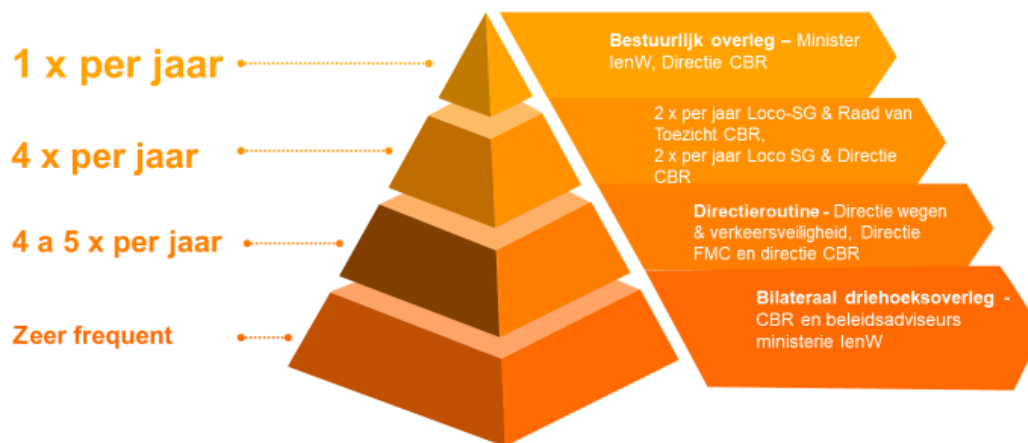 1 x per jaar
Bestuurlijk overleg – Minister
IenW, Directie CBR
4 x per jaar
2 x per jaar Loco-SG & Raad van
Toezicht CBR,
2 x per jaar Loco SG & Directie
CBR
4 a 5 x per jaar
Directieroutine - Directie wegen
& verkeersveiligheid, Directie
FMC en directie CBR
Zeer frequent
Bilateraal driehoeksoverleg -
CBR en beleidsadviseurs
ministerie IenW